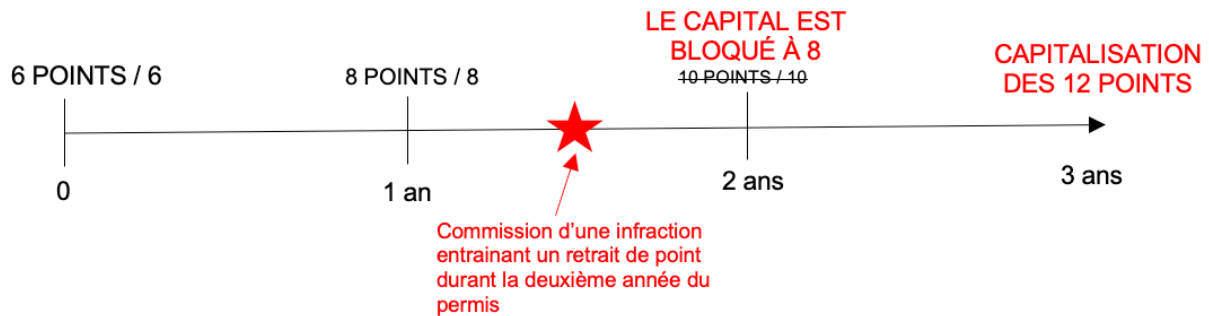 LE CAPITAL EST
BLOQUÉ À 8
10 POINTS / 10
CAPITALISATION
DES 12 POINTS
6 POINTS / 6
8 POINTS / 8
0
1 an
2 ans
3 ans
Commission d'une infraction
entrainant un retrait de point
durant la deuxième année du
permis